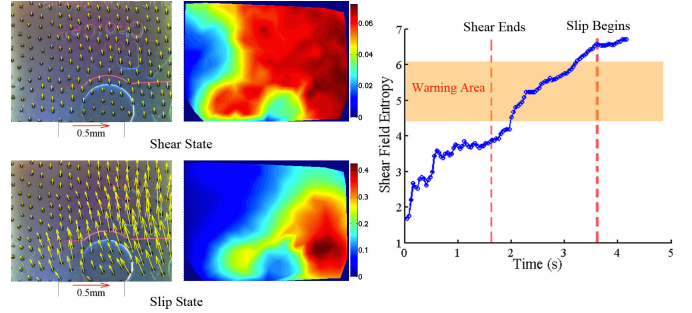 0.5mm
0.06
0.04
0.02
0
Shear State
0.5mm
0.4
0.3
0.2
0.1
0
Slip State
Shear Ends
Slip Begins
Warning Area
Shear Field Entropy
7
6
5
4
3
2
1
0
1
2
3
4
5
Time (s)